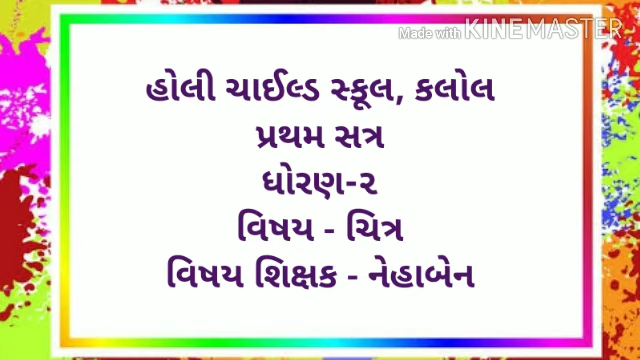 Made with KINEMASTER
હોલી ચાઈલ્ડ સ્કૂલ, કલોલ
પ્રથમ સત્ર
ધોરણ-૨
વિષય - ચિત્ર
વિષય શિક્ષક - નેહાબેન